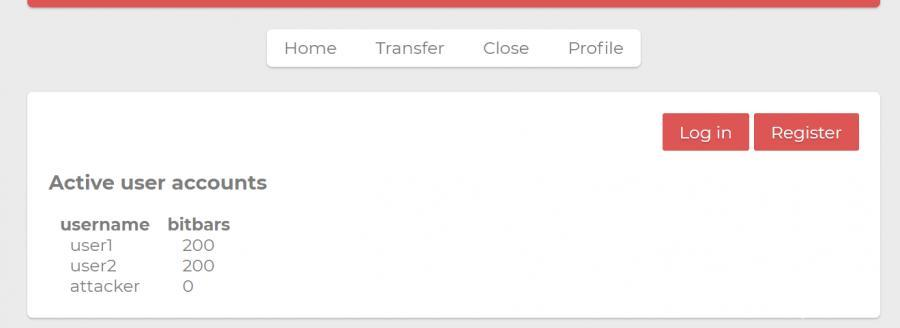 Home Transfer Close Profile
Log in Register
Active user accounts
username bitbars
user1 200
user2 200
attacker 0